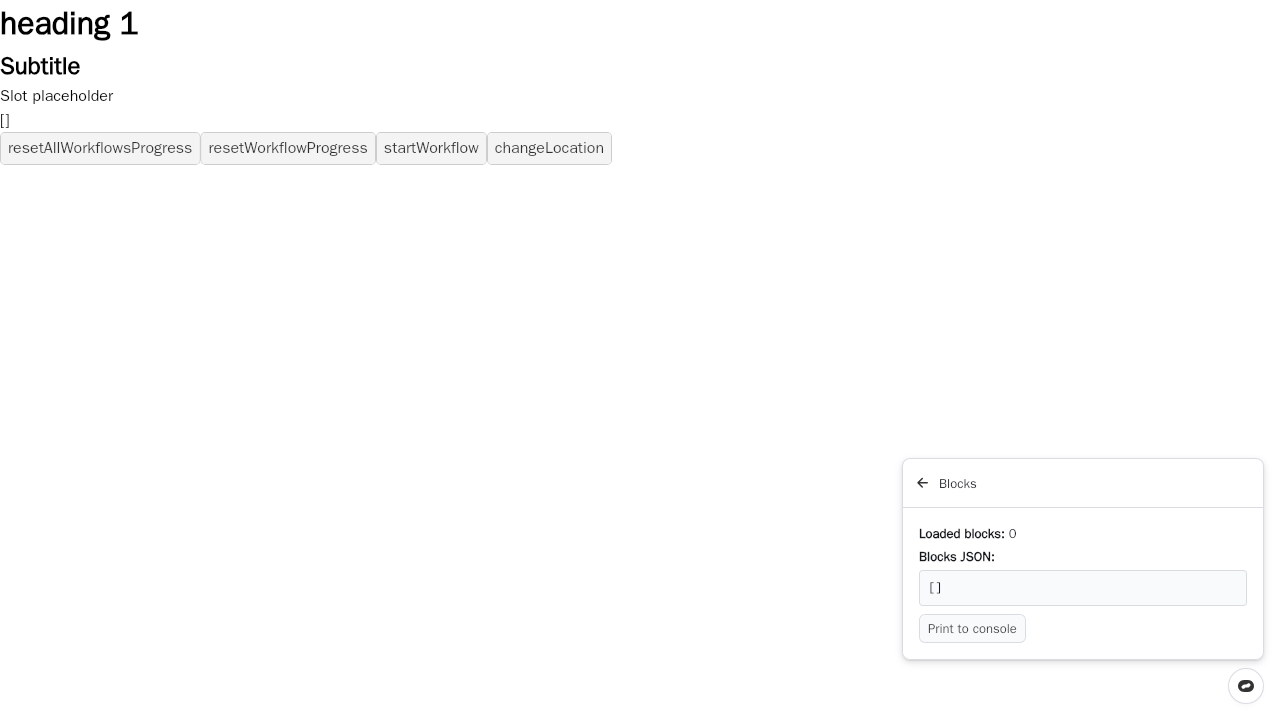 heading 1
Subtitle
Slot placeholder
[]
resetAllWorkflowsProgress resetWorkflowProgress startWorkflow changeLocation
Blocks
Loaded blocks: 0
Blocks JSON:
[]
Print to console